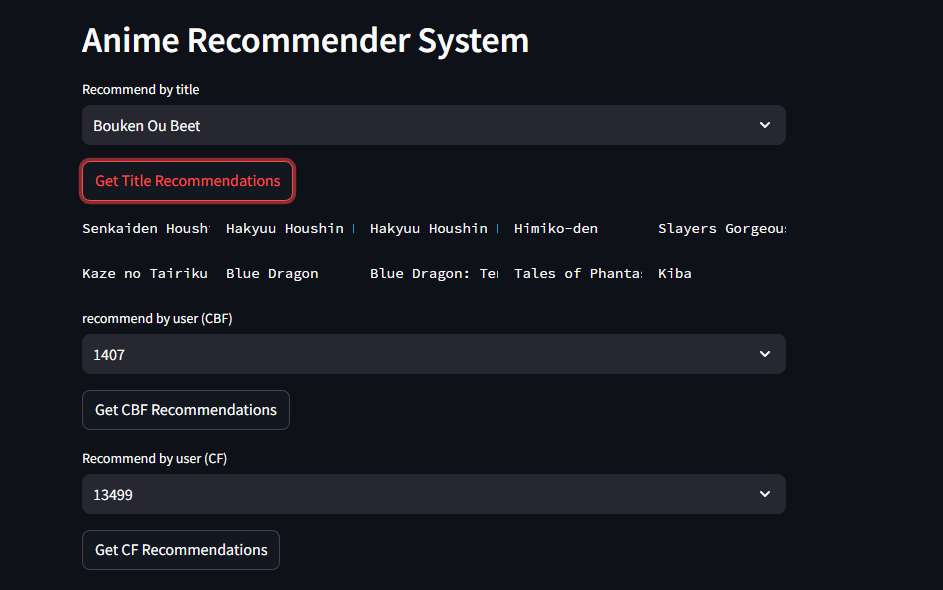 Anime Recommender System
Recommend by title
Bouken Ou Beet
Get Title Recommendations
Senkaiden Housh Hakyuu Houshin Hakyuu Houshin Himiko-den Slayers Gorgeous
Kaze no Tairiku Blue Dragon Blue Dragon: Ten Tales of Phantas Kiba
recommend by user (CBF)
1407
Get CBF Recommendations
Recommend by user (CF)
13499
Get CF Recommendations